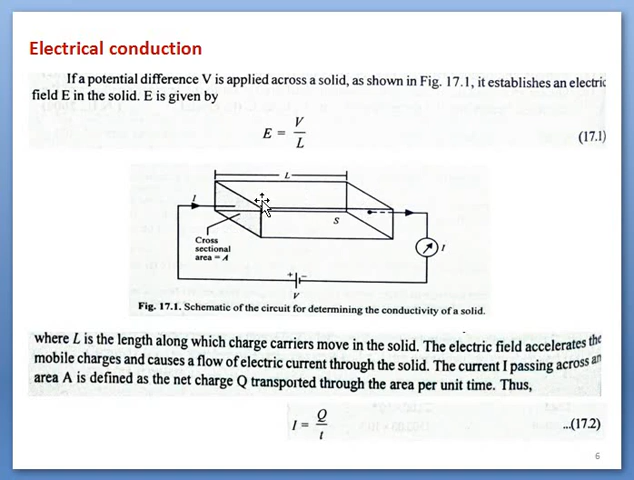 Electrical conduction
If a potential difference V is applied across a solid, as shown in Fig. 17.1, it establishes an electric
field E in the solid. E is given by
E = V/L (17.1)
L
I
S
Cross
sectional
area = A
I
+ -
V
Fig. 17.1. Schematic of the circuit for determining the conductivity of a solid.
where L is the length along which charge carriers move in the solid. The electric field accelerates the
mobile charges and causes a flow of electric current through the solid. The current I passing across an
area A is defined as the net charge Q transported through the area per unit time. Thus,
I = Q/t ...(17.2)
6